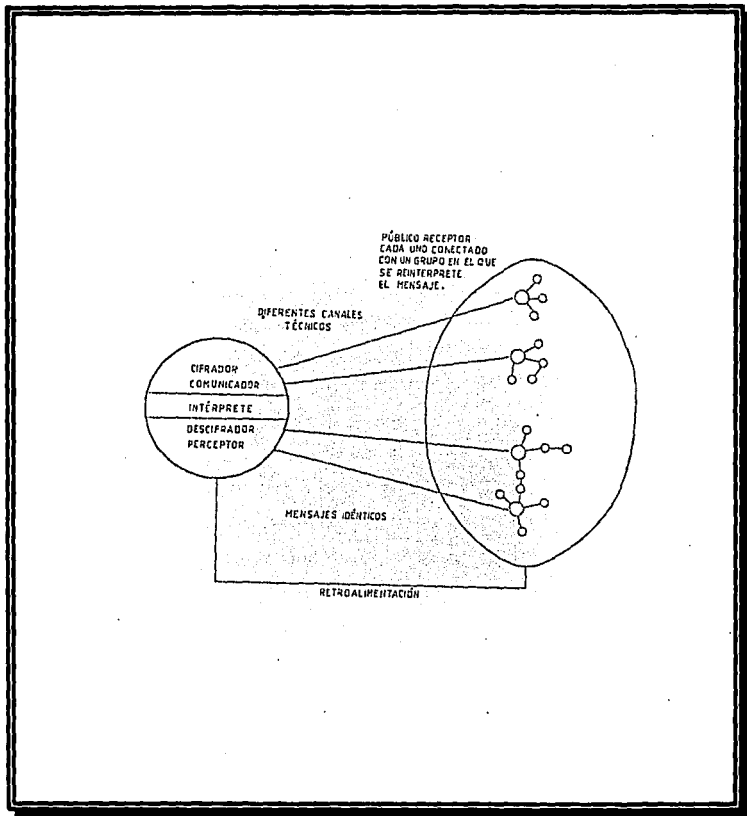 PÚBLICO RECEPTOR
CADA UNO CONECTADO
CON UN GRUPO EN EL QUE
SE REINTERPRETE
EL MENSAJE.
DIFERENTES CANALES
TÉCNICOS
CIFRADOR
COMUNICADOR
INTÉRPRETE
DESCIFRADOR
PERCEPTOR
MENSAJES IDÉNTICOS
RETROALIMENTACIÓN